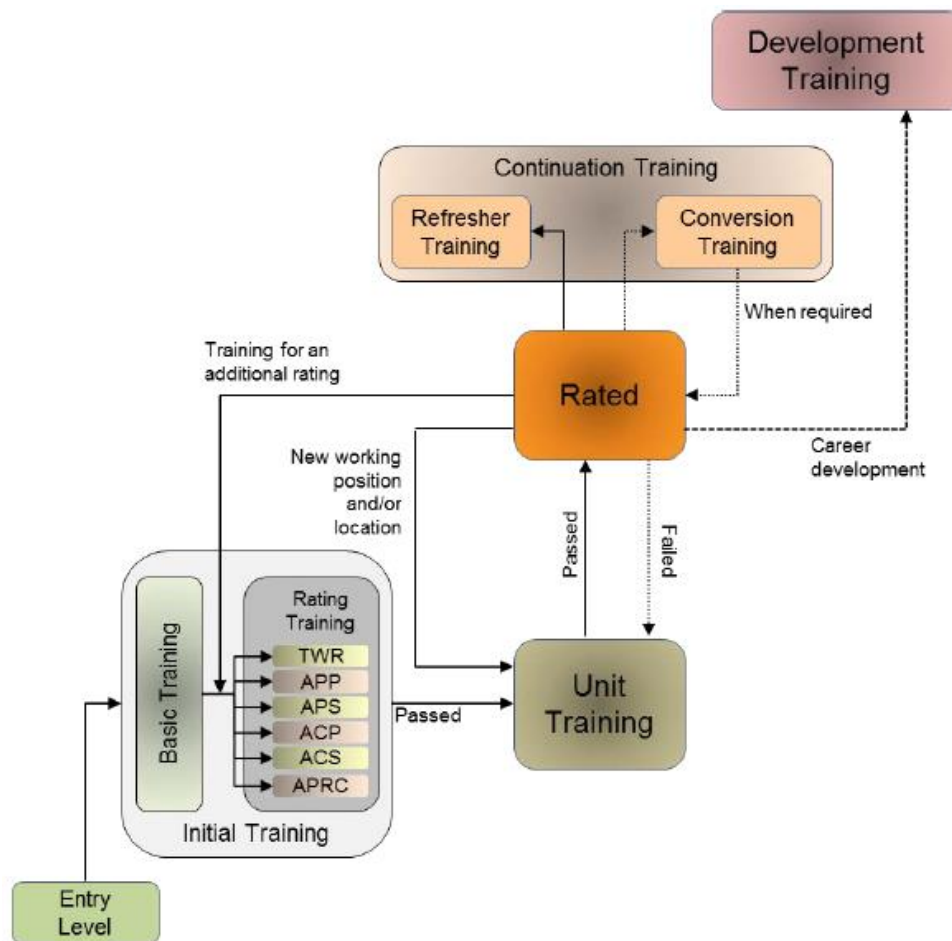 Development
Training
Continuation Training
Refresher
Training
Conversion
Training
When required
Training for an
additional rating
Rated
Career
development
New working
position
and/or
location
Passed
Failed
Rating
Training
TWR
APP
APS
ACP
ACS
APRC
Basic Training
Initial Training
Passed
Unit
Training
Entry
Level